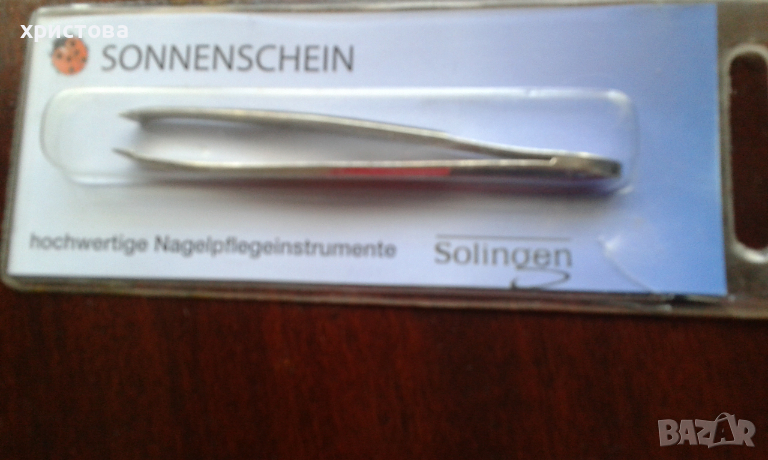 христова
SONNENSCHEIN
hochwertige Nagelpflegeinstrumente
Solingen
BAZAR